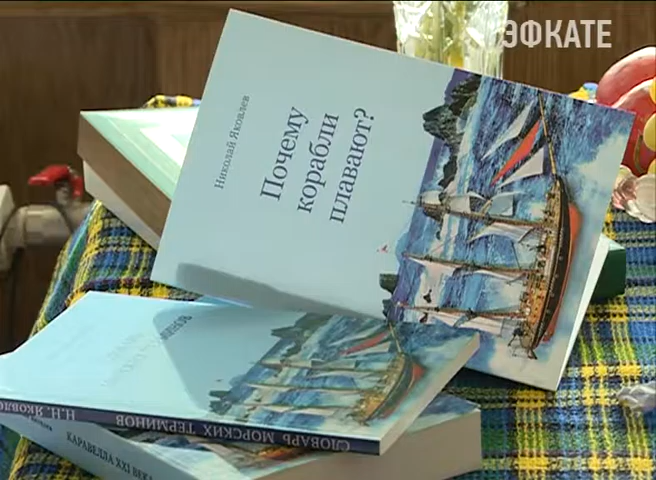 ЭФКАТЕ
Николай Яковлев
Почему
корабли
плавают?
Н.Н. Яковлев
СЛОВАРЬ МОРСКИХ ТЕРМИНОВ
КАРАВЕЛЛА XXI ВЕКА